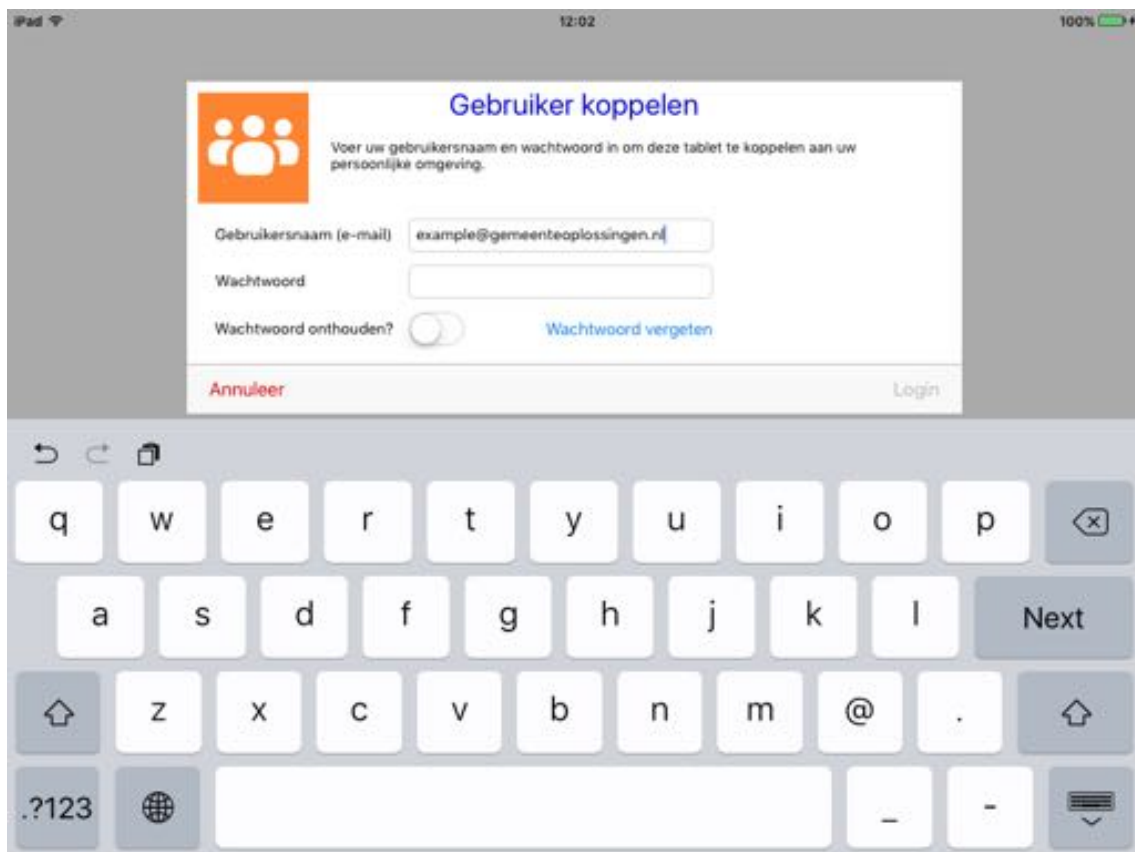 iPad 12:02 100%
Gebruiker koppelen
Voer uw gebruikersnaam en wachtwoord in om deze tablet te koppelen aan uw
persoonlijke omgeving.
Gebruikersnaam (e-mail) example@gemeenteoplossingen.nl
Wachtwoord
Wachtwoord onthouden? Wachtwoord vergeten
Annuleer Login
q w e r t y u i o p
a s d f g h j k l Next
z x c v b n m @ .
.?123 _ -